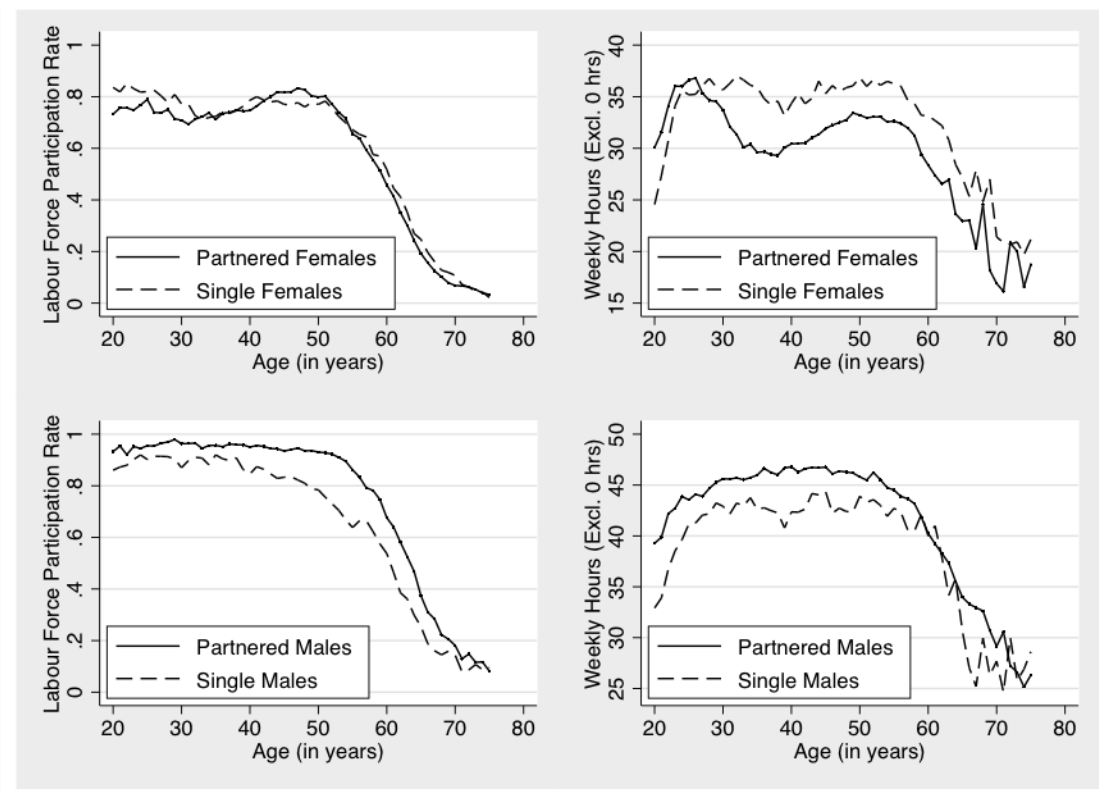 Labour Force Participation Rate
1
.8
.6
.4
.2
0
Partnered Females
Single Females
20 30 40 50 60 70 80
Age (in years)
Weekly Hours (Excl. 0 hrs)
40
35
30
25
20
15
Partnered Females
Single Females
20 30 40 50 60 70 80
Age (in years)
Labour Force Participation Rate
1
.8
.6
.4
.2
0
Partnered Males
Single Males
20 30 40 50 60 70 80
Age (in years)
Weekly Hours (Excl. 0 hrs)
50
45
40
35
30
25
Partnered Males
Single Males
20 30 40 50 60 70 80
Age (in years)